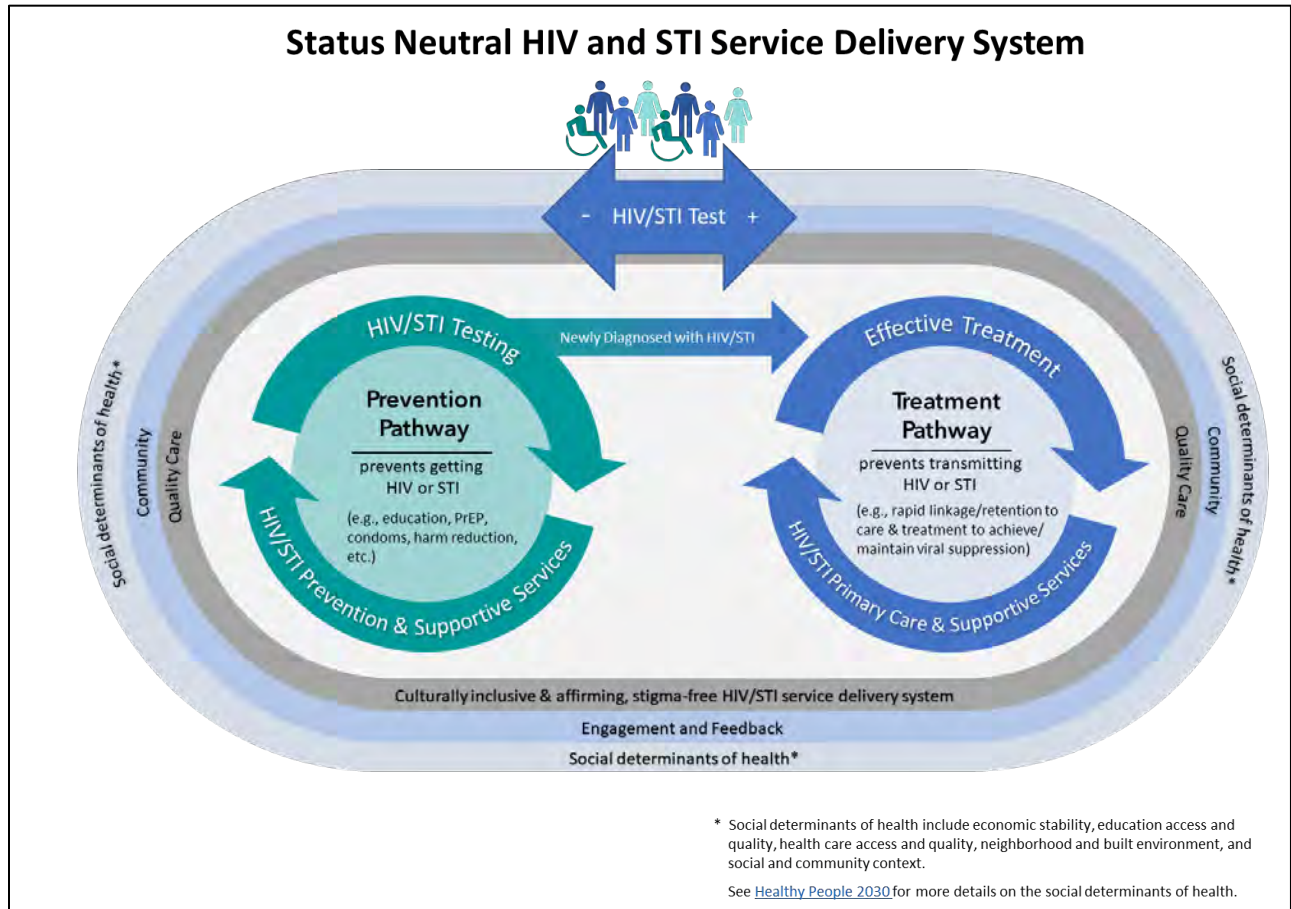 Status Neutral HIV and STI Service Delivery System
- HIV/STI Test +
HIV/STI Testing
Newly Diagnosed with HIV/STI
Effective Treatment
Prevention
Pathway
prevents getting
HIV or STI
(e.g., education, PrEP,
condoms, harm reduction,
etc.)
HIV/STI Prevention & Supportive Services
Treatment
Pathway
prevents transmitting
HIV or STI
(e.g., rapid linkage/retention to
care & treatment to achieve/
maintain viral suppression)
HIV/STI Primary Care & Supportive Services
Social determinants of health*
Community
Quality Care
Quality Care
Community
Social determinants of health*
Culturally inclusive & affirming, stigma-free HIV/STI service delivery system
Engagement and Feedback
Social determinants of health*
* Social determinants of health include economic stability, education access and
quality, health care access and quality, neighborhood and built environment, and
social and community context.
See Healthy People 2030 for more details on the social determinants of health.